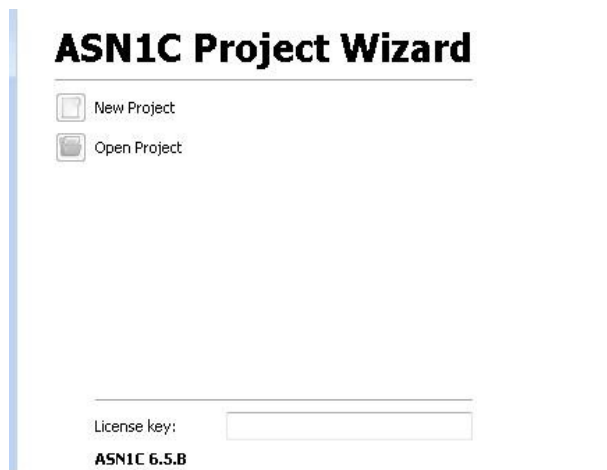 ASN1C Project Wizard
New Project
Open Project
License key:
ASN1C 6.5.B